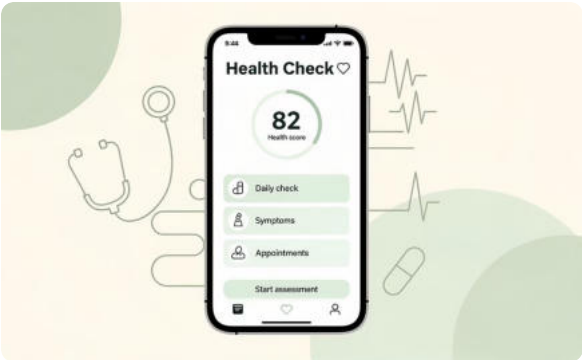 9:44
Health Check
82
Health score
Daily check
Symptoms
Appointments
Start assessment